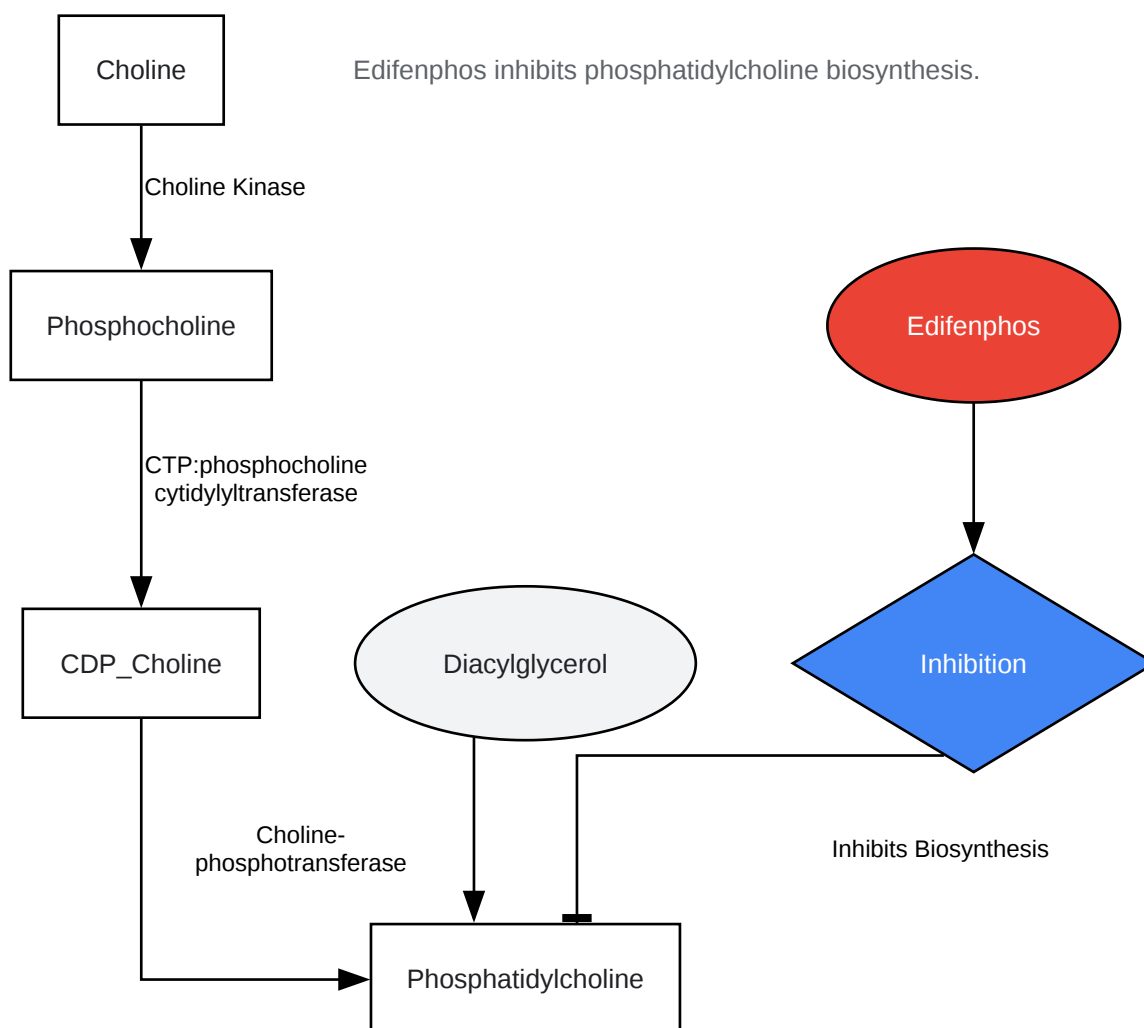 Choline
Edifenphos inhibits phosphatidylcholine biosynthesis.
Choline Kinase
Phosphocholine
Edifenphos
CTP:phosphocholine
cytidylyltransferase
CDP_Choline
Diacylglycerol
Inhibition
Choline-
phosphotransferase
Inhibits Biosynthesis
Phosphatidylcholine